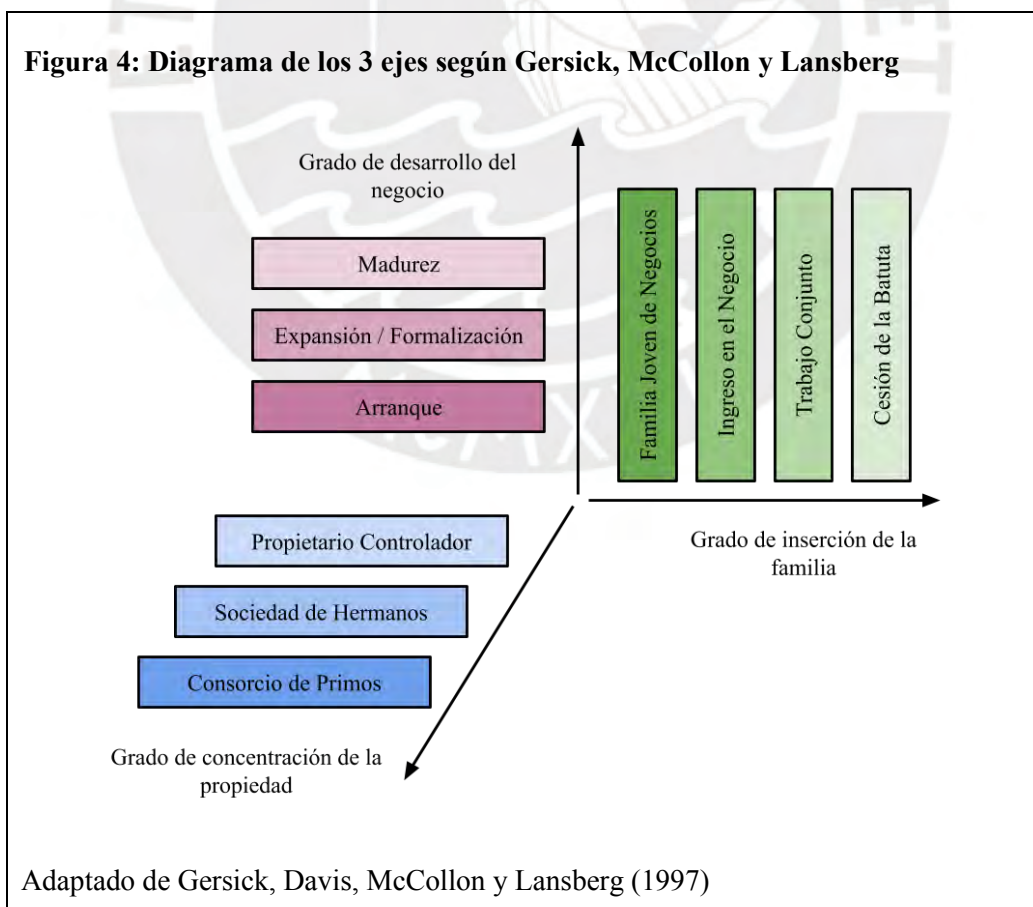 Figura 4: Diagrama de los 3 ejes según Gersick, McCollon y Lansberg
Grado de desarrollo del
negocio
Madurez
Expansión / Formalización
Arranque
Familia Joven de Negocios
Ingreso en el Negocio
Trabajo Conjunto
Cesión de la Batuta
Grado de inserción de la
familia
Propietario Controlador
Sociedad de Hermanos
Consorcio de Primos
Grado de concentración de la
propiedad
Adaptado de Gersick, Davis, McCollon y Lansberg (1997)